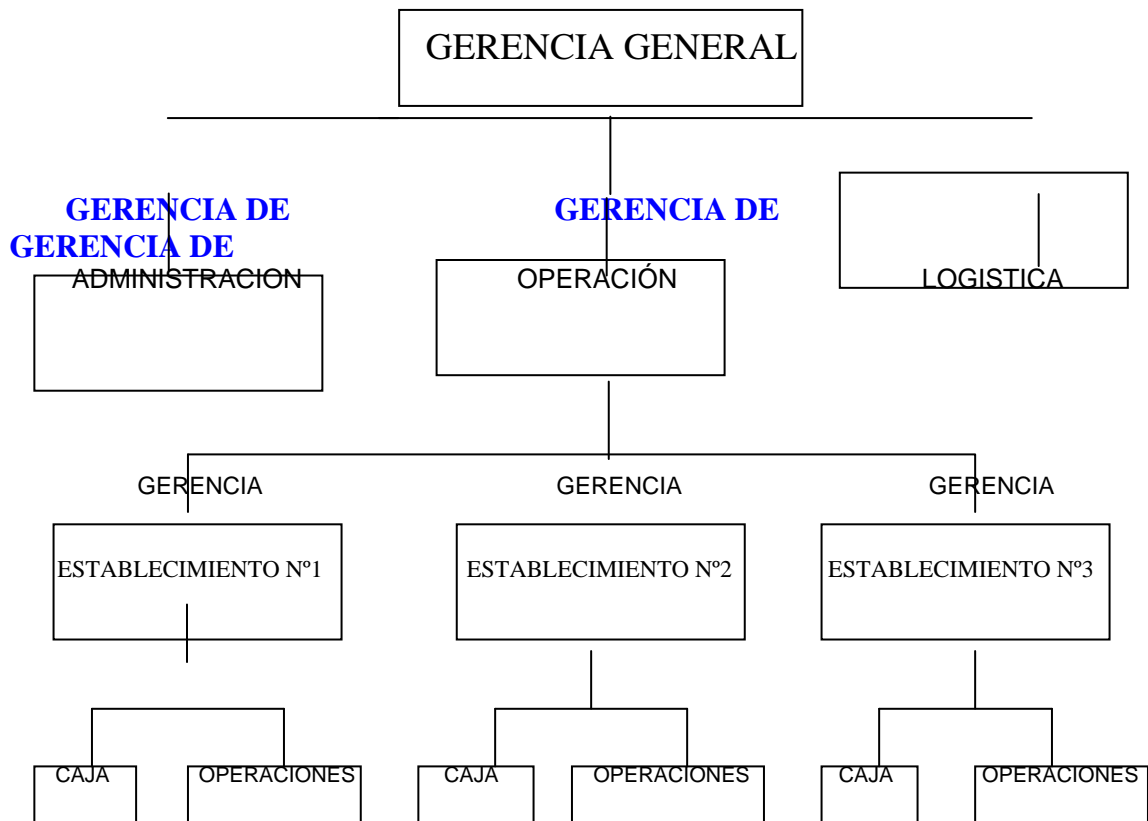 GERENCIA GENERAL
GERENCIA DE GERENCIA DE
GERENCIA DE
ADMINISTRACION OPERACIÓN LOGISTICA
GERENCIA GERENCIA GERENCIA
ESTABLECIMIENTO Nº1 ESTABLECIMIENTO Nº2 ESTABLECIMIENTO Nº3
CAJA OPERACIONES CAJA OPERACIONES CAJA OPERACIONES